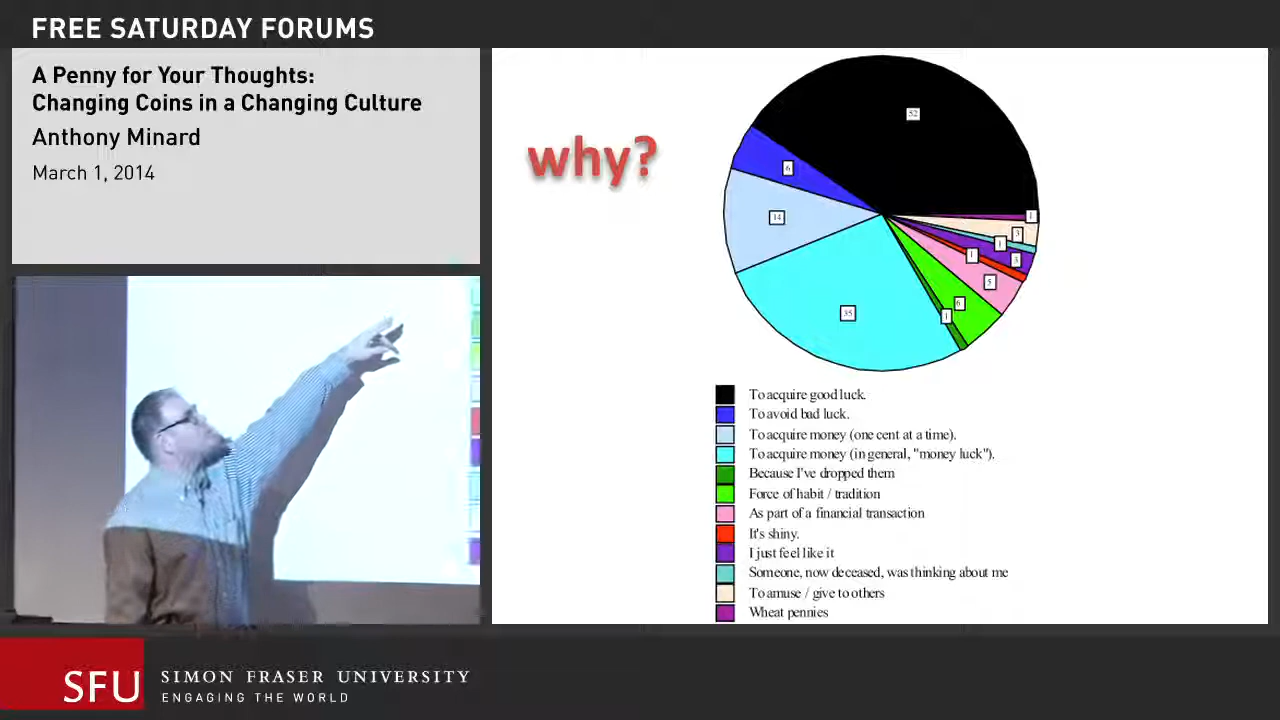 FREE SATURDAY FORUMS
A Penny for Your Thoughts:
Changing Coins in a Changing Culture
Anthony Minard
March 1, 2014
why?
52
6
14
35
1
6
5
1
3
1
3
1
To acquire good luck.
To avoid bad luck.
To acquire money (one cent at a time).
To acquire money (in general, "money luck").
Because I've dropped them
Force of habit / tradition
As part of a financial transaction
It's shiny.
I just feel like it
Someone, now deceased, was thinking about me
To amuse / give to others
Wheat pennies
SFU
SIMON FRASER UNIVERSITY
ENGAGING THE WORLD